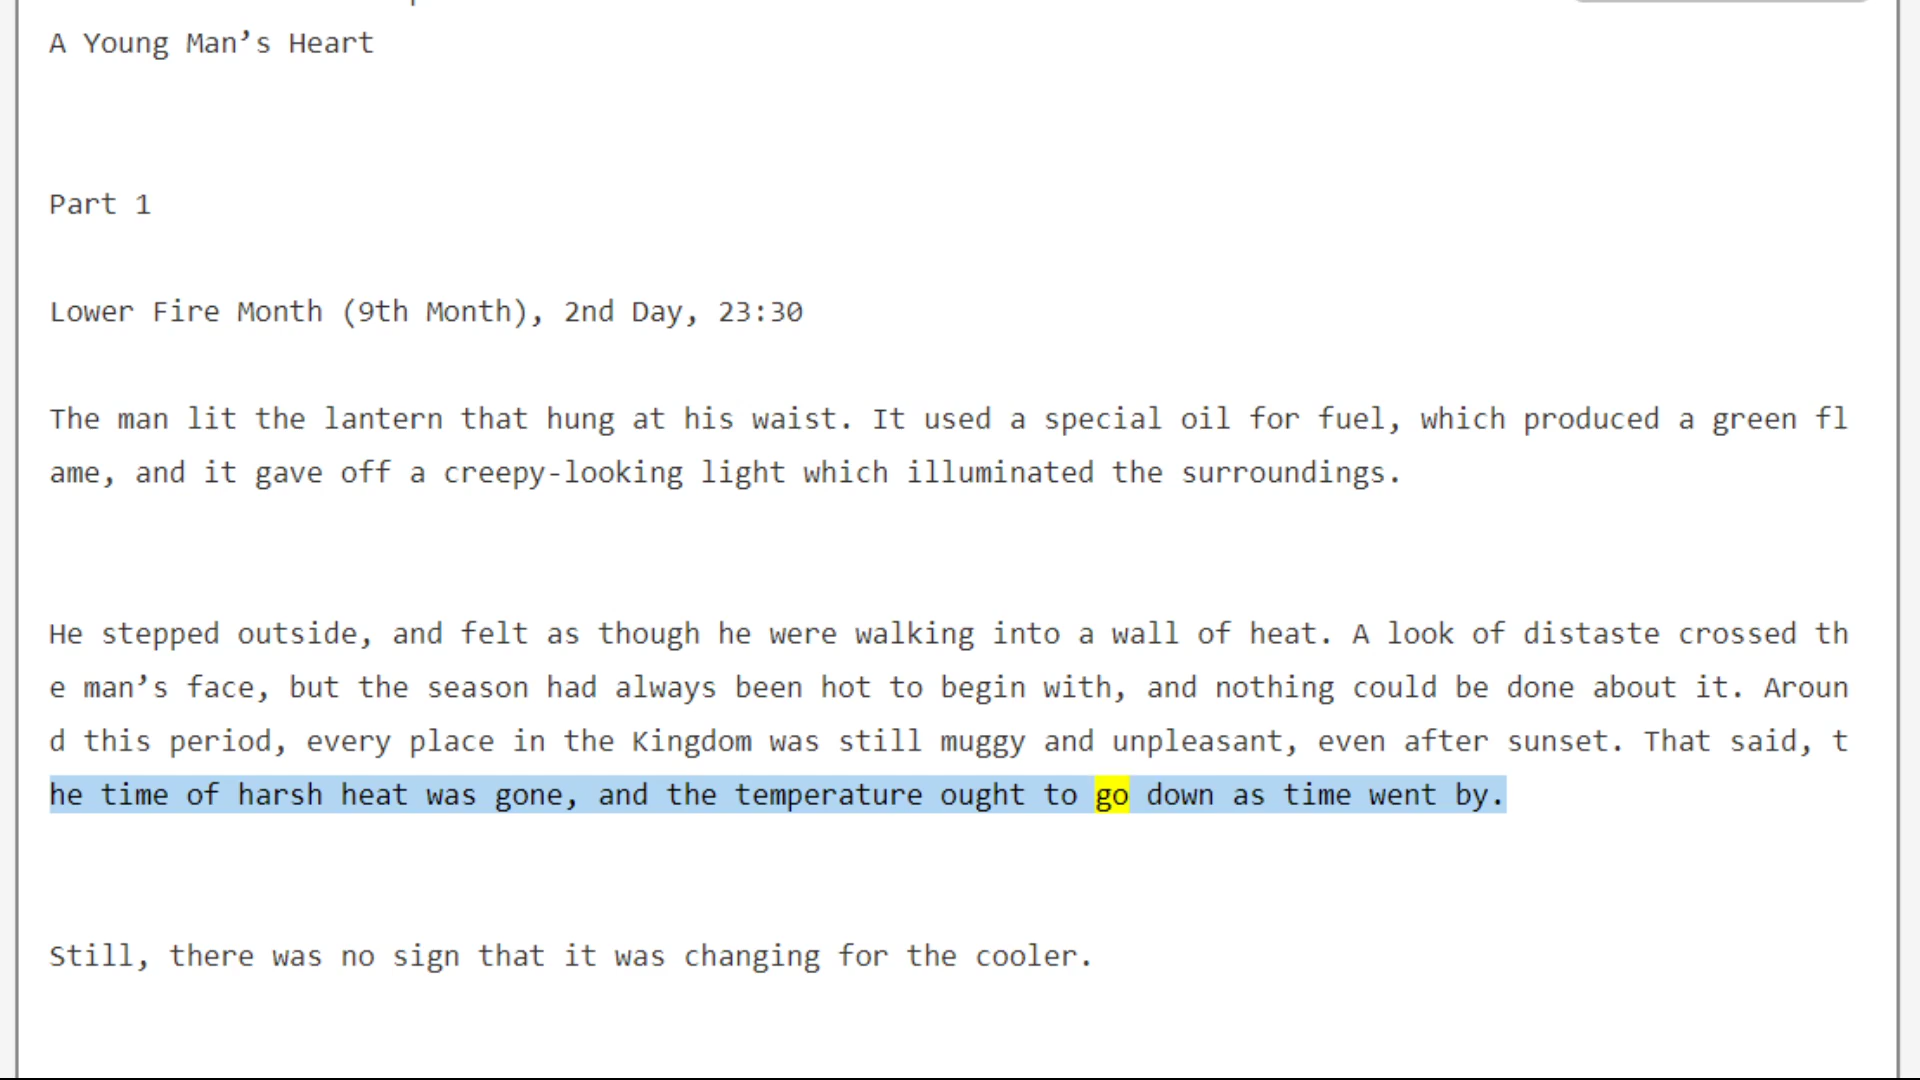 A Young Man’s Heart
Part 1
Lower Fire Month (9th Month), 2nd Day, 23:30
The man lit the lantern that hung at his waist. It used a special oil for fuel, which produced a green fl
ame, and it gave off a creepy-looking light which illuminated the surroundings.
He stepped outside, and felt as though he were walking into a wall of heat. A look of distaste crossed th
e man’s face, but the season had always been hot to begin with, and nothing could be done about it. Aroun
d this period, every place in the Kingdom was still muggy and unpleasant, even after sunset. That said, t
he time of harsh heat was gone, and the temperature ought to go down as time went by.
Still, there was no sign that it was changing for the cooler.